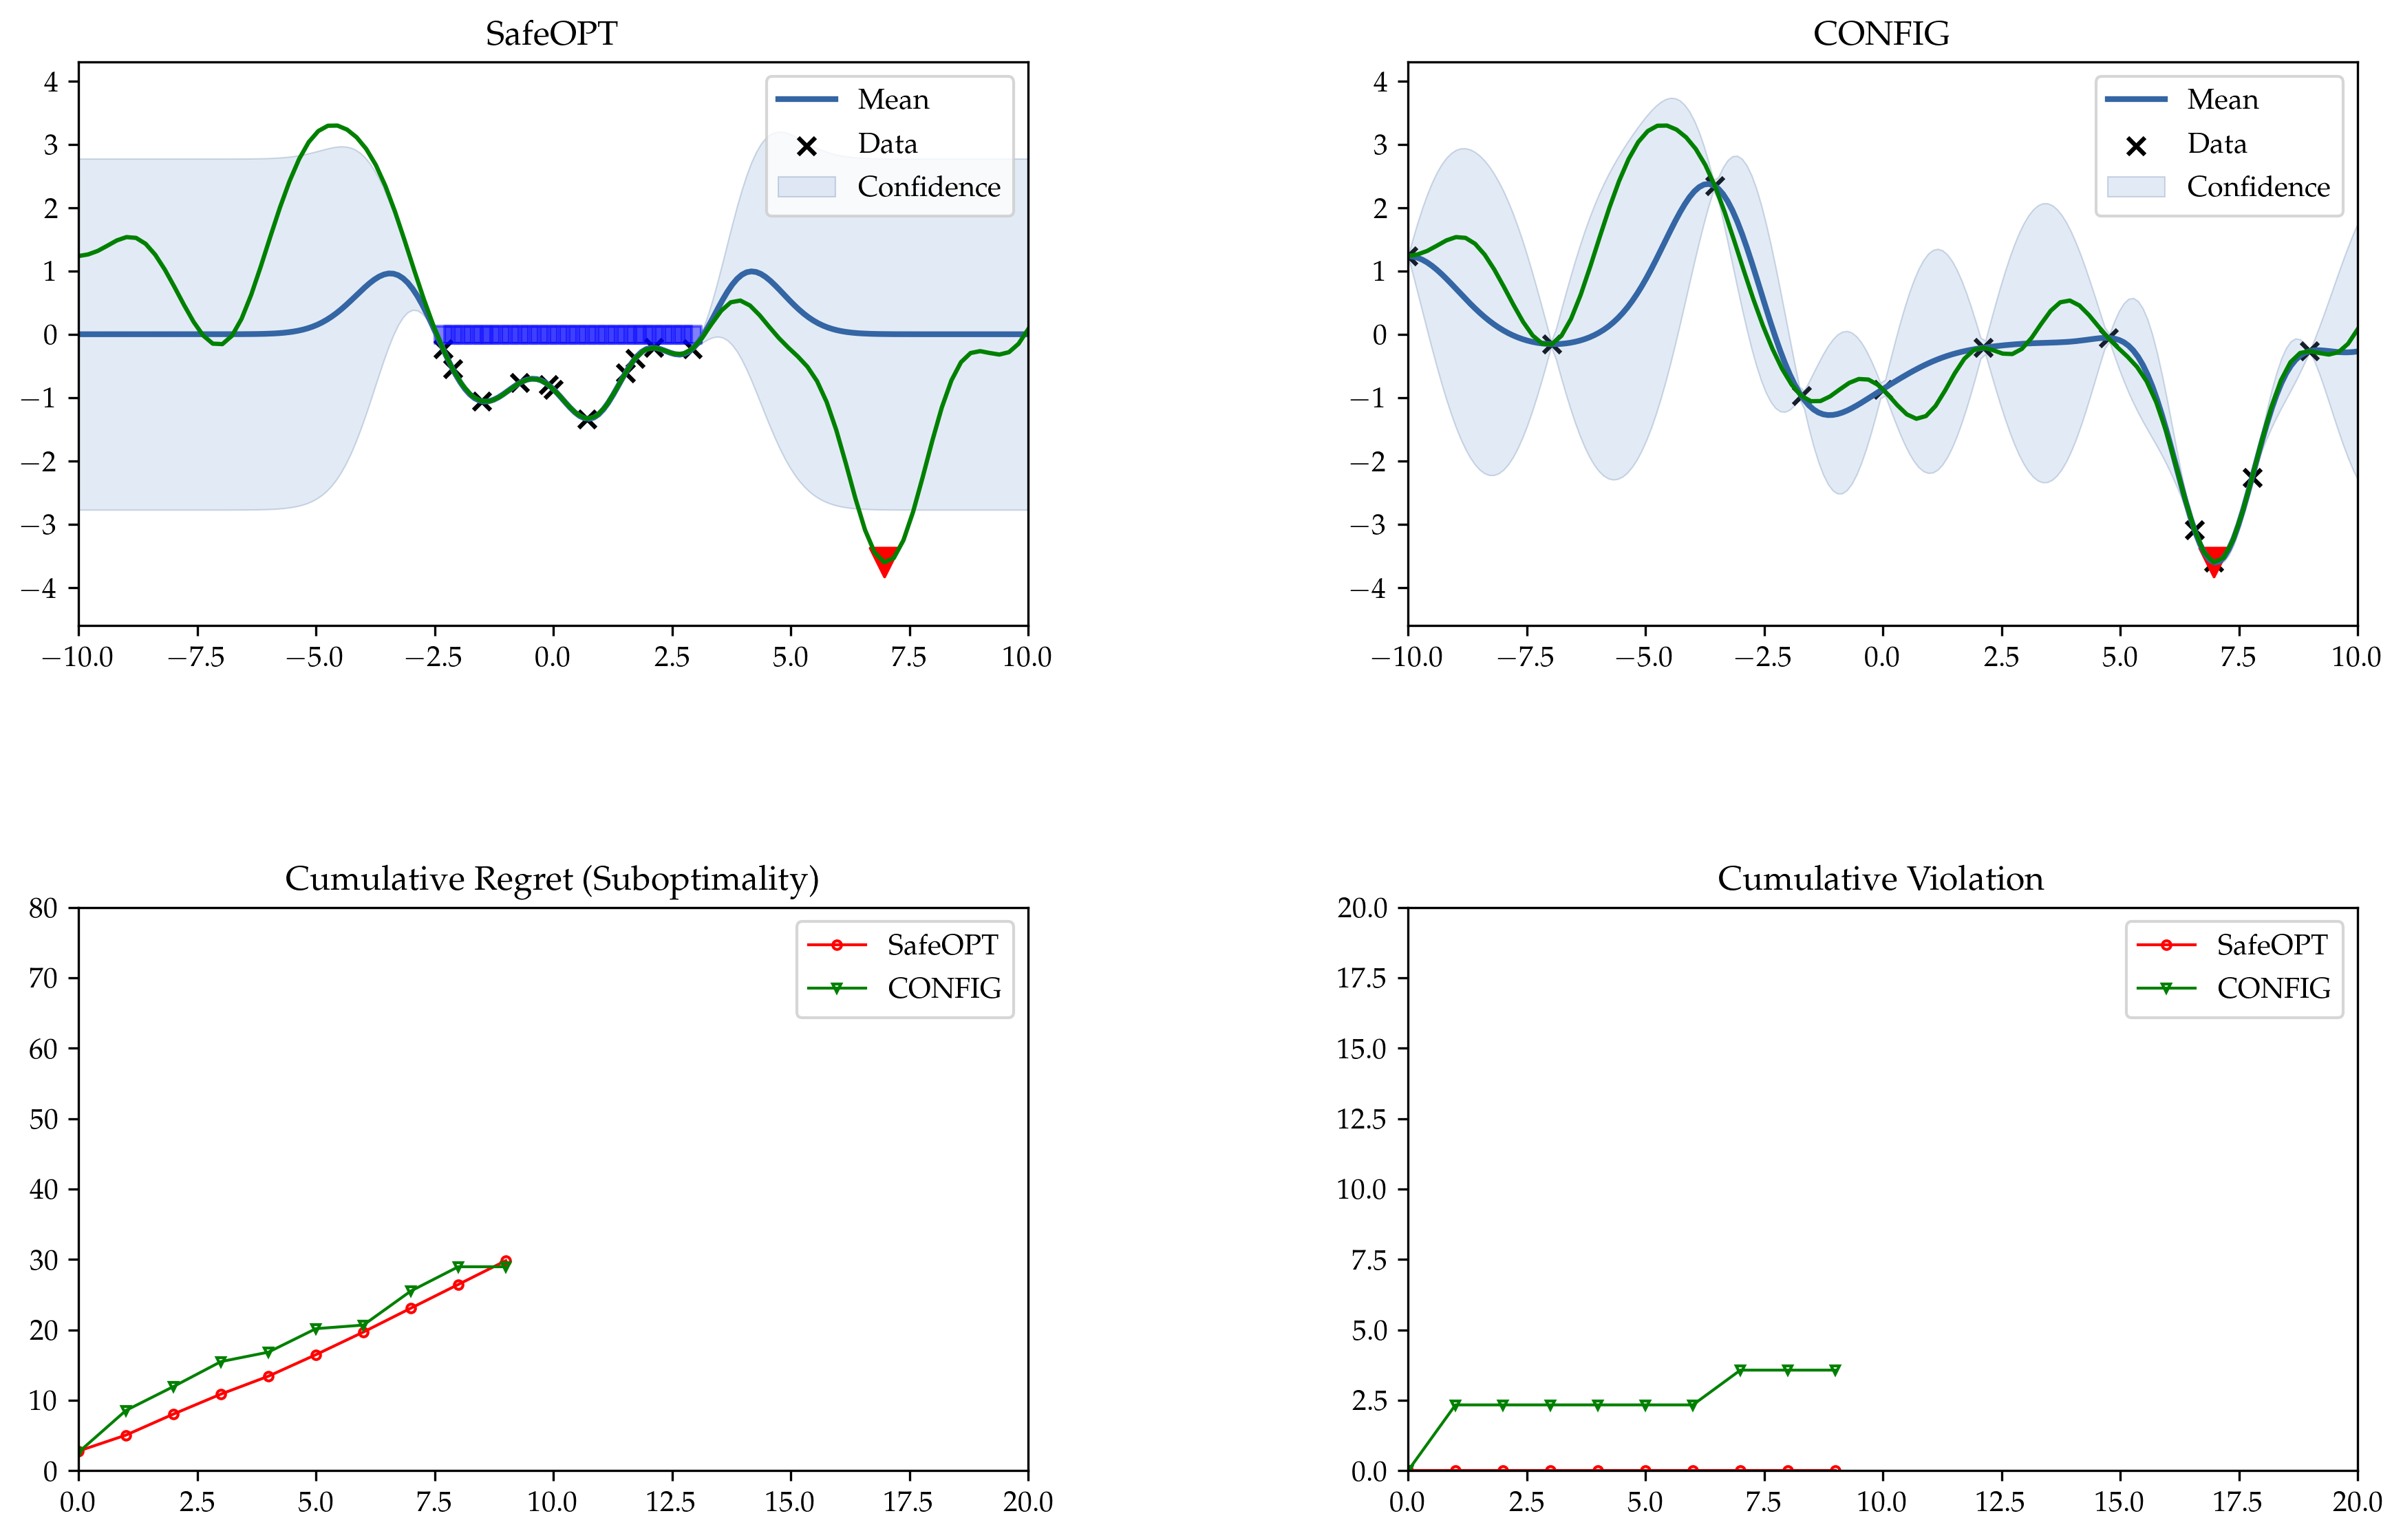 SafeOPT
4
3
2
1
0
−1
−2
−3
−4
−10.0 −7.5 −5.0 −2.5 0.0 2.5 5.0 7.5 10.0
Mean
Data
Confidence
CONFIG
4
3
2
1
0
−1
−2
−3
−4
−10.0 −7.5 −5.0 −2.5 0.0 2.5 5.0 7.5 10.0
Mean
Data
Confidence
Cumulative Regret (Suboptimality)
80
70
60
50
40
30
20
10
0
0.0 2.5 5.0 7.5 10.0 12.5 15.0 17.5 20.0
SafeOPT
CONFIG
Cumulative Violation
20.0
17.5
15.0
12.5
10.0
7.5
5.0
2.5
0.0
0.0 2.5 5.0 7.5 10.0 12.5 15.0 17.5 20.0
SafeOPT
CONFIG